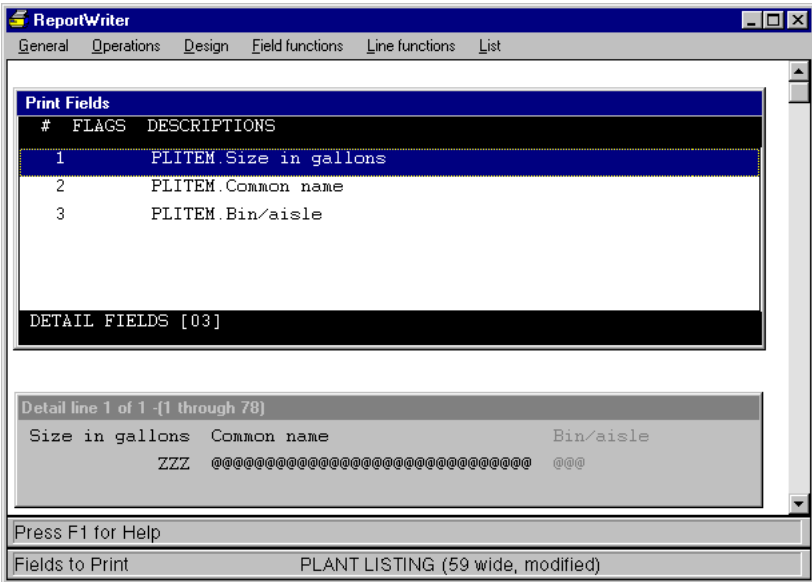 ReportWriter
General Operations Design Field functions Line functions List
Print Fields
# FLAGS DESCRIPTIONS
1 PLITEM.Size in gallons
2 PLITEM.Common name
3 PLITEM.Bin/aisle
DETAIL FIELDS [03]
Detail line 1 of 1 -(1 through 78)
Size in gallons Common name Bin/aisle
ZZZ @@@@@@@@@@@@@@@@@@@@@@@@@@@@@@ @@@
Press F1 for Help
Fields to Print PLANT LISTING (59 wide, modified)